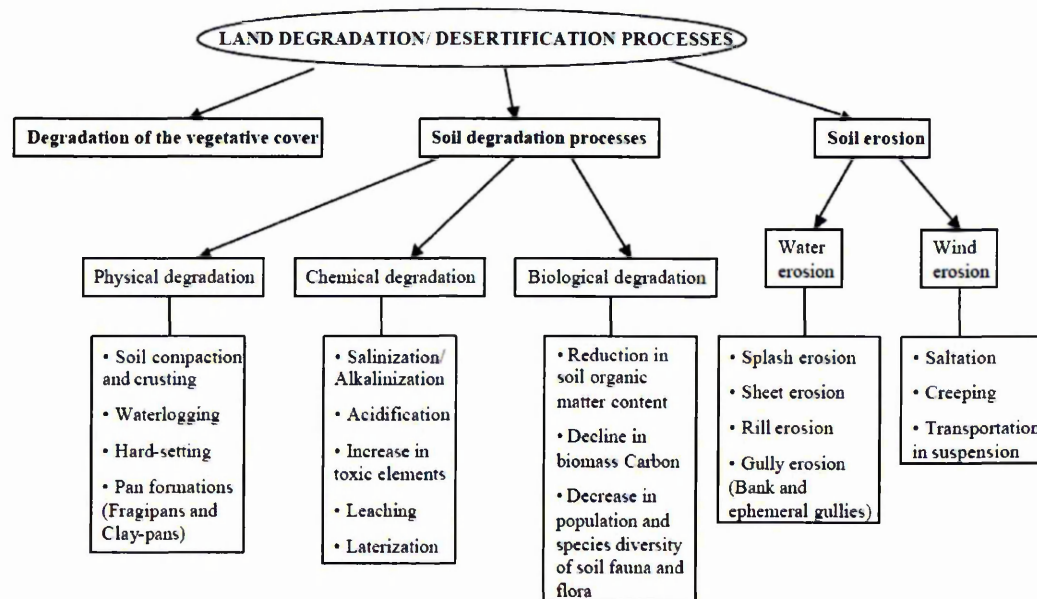 LAND DEGRADATION/ DESERTIFICATION PROCESSES
Degradation of the vegetative cover
Soil degradation processes
Soil erosion
Physical degradation
Chemical degradation
Biological degradation
Water
erosion
Wind
erosion
• Soil compaction
and crusting
• Waterlogging
• Hard-setting
• Pan formations
(Fragipans and
Clay-pans)
• Salinization/
Alkalinization
• Acidification
• Increase in
toxic elements
• Leaching
• Laterization
• Reduction in
soil organic
matter content
• Decline in
biomass Carbon
• Decrease in
population and
species diversity
of soil fauna and
flora
• Splash erosion
• Sheet erosion
• Rill erosion
• Gully erosion
(Bank and
ephemeral gullies)
• Saltation
• Creeping
• Transportation
in suspension